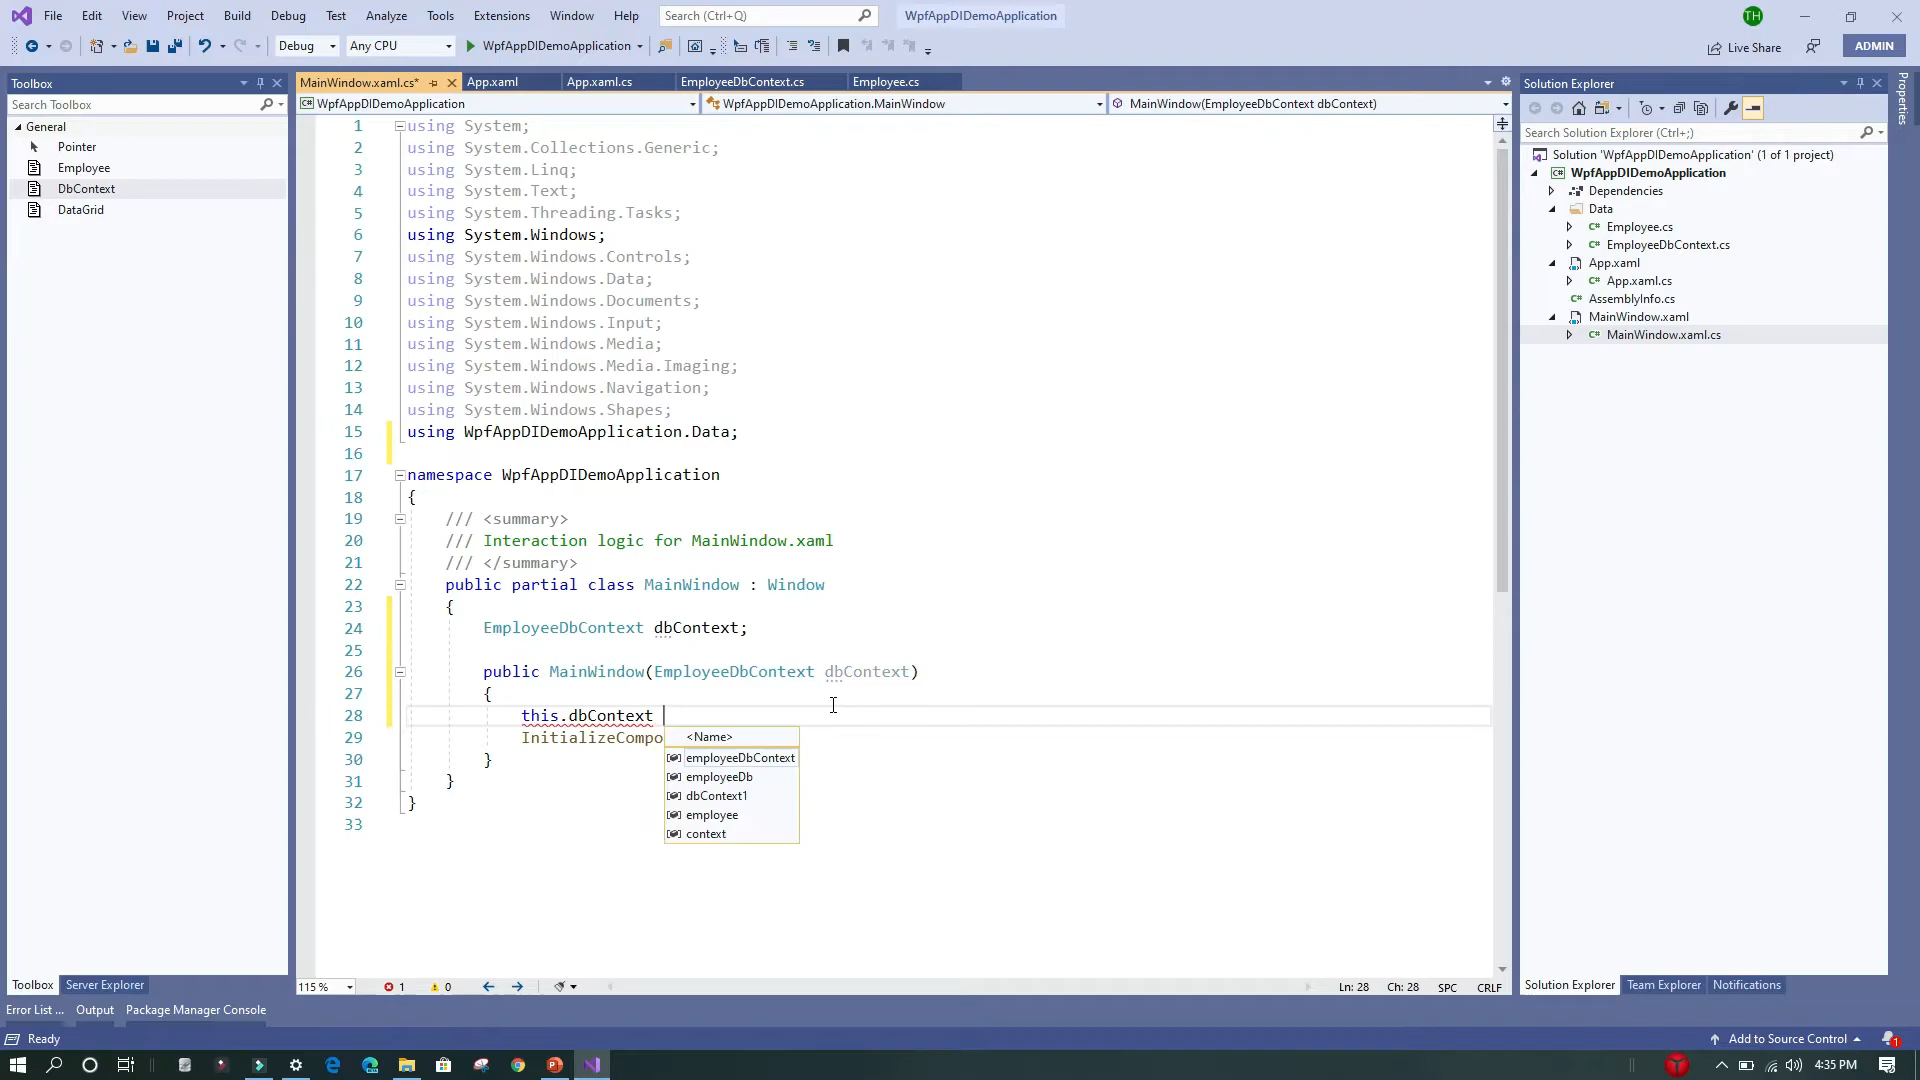 File Edit View Project Build Debug Test Analyze Tools Extensions Window Help Search (Ctrl+Q) WpfAppDIDemoApplication TH
Debug Any CPU WpfAppDIDemoApplication Live Share ADMIN
Toolbox
Search Toolbox
General
Pointer
Employee
DbContext
DataGrid
MainWindow.xaml.cs* App.xaml App.xaml.cs EmployeeDbContext.cs Employee.cs
WpfAppDIDemoApplication WpfAppDIDemoApplication.MainWindow MainWindow(EmployeeDbContext dbContext)
1 using System;
2 using System.Collections.Generic;
3 using System.Linq;
4 using System.Text;
5 using System.Threading.Tasks;
6 using System.Windows;
7 using System.Windows.Controls;
8 using System.Windows.Data;
9 using System.Windows.Documents;
10 using System.Windows.Input;
11 using System.Windows.Media;
12 using System.Windows.Media.Imaging;
13 using System.Windows.Navigation;
14 using System.Windows.Shapes;
15 using WpfAppDIDemoApplication.Data;
16
17 namespace WpfAppDIDemoApplication
18 {
19 /// <summary>
20 /// Interaction logic for MainWindow.xaml
21 /// </summary>
22 public partial class MainWindow : Window
23 {
24 EmployeeDbContext dbContext;
25
26 public MainWindow(EmployeeDbContext dbContext)
27 {
28 this.dbContext
29 InitializeCompo
30 }
31 }
32 }
33
<Name>
employeeDbContext
employeeDb
dbContext1
employee
context
115 % 1 0 Ln: 28 Ch: 28 SPC CRLF
Solution Explorer
Search Solution Explorer (Ctrl+;)
Solution 'WpfAppDIDemoApplication' (1 of 1 project)
WpfAppDIDemoApplication
Dependencies
Data
C# Employee.cs
C# EmployeeDbContext.cs
App.xaml
C# App.xaml.cs
C# AssemblyInfo.cs
MainWindow.xaml
C# MainWindow.xaml.cs
Properties
Toolbox Server Explorer
Solution Explorer Team Explorer Notifications
Error List ... Output Package Manager Console
Ready
Add to Source Control 1
4:35 PM